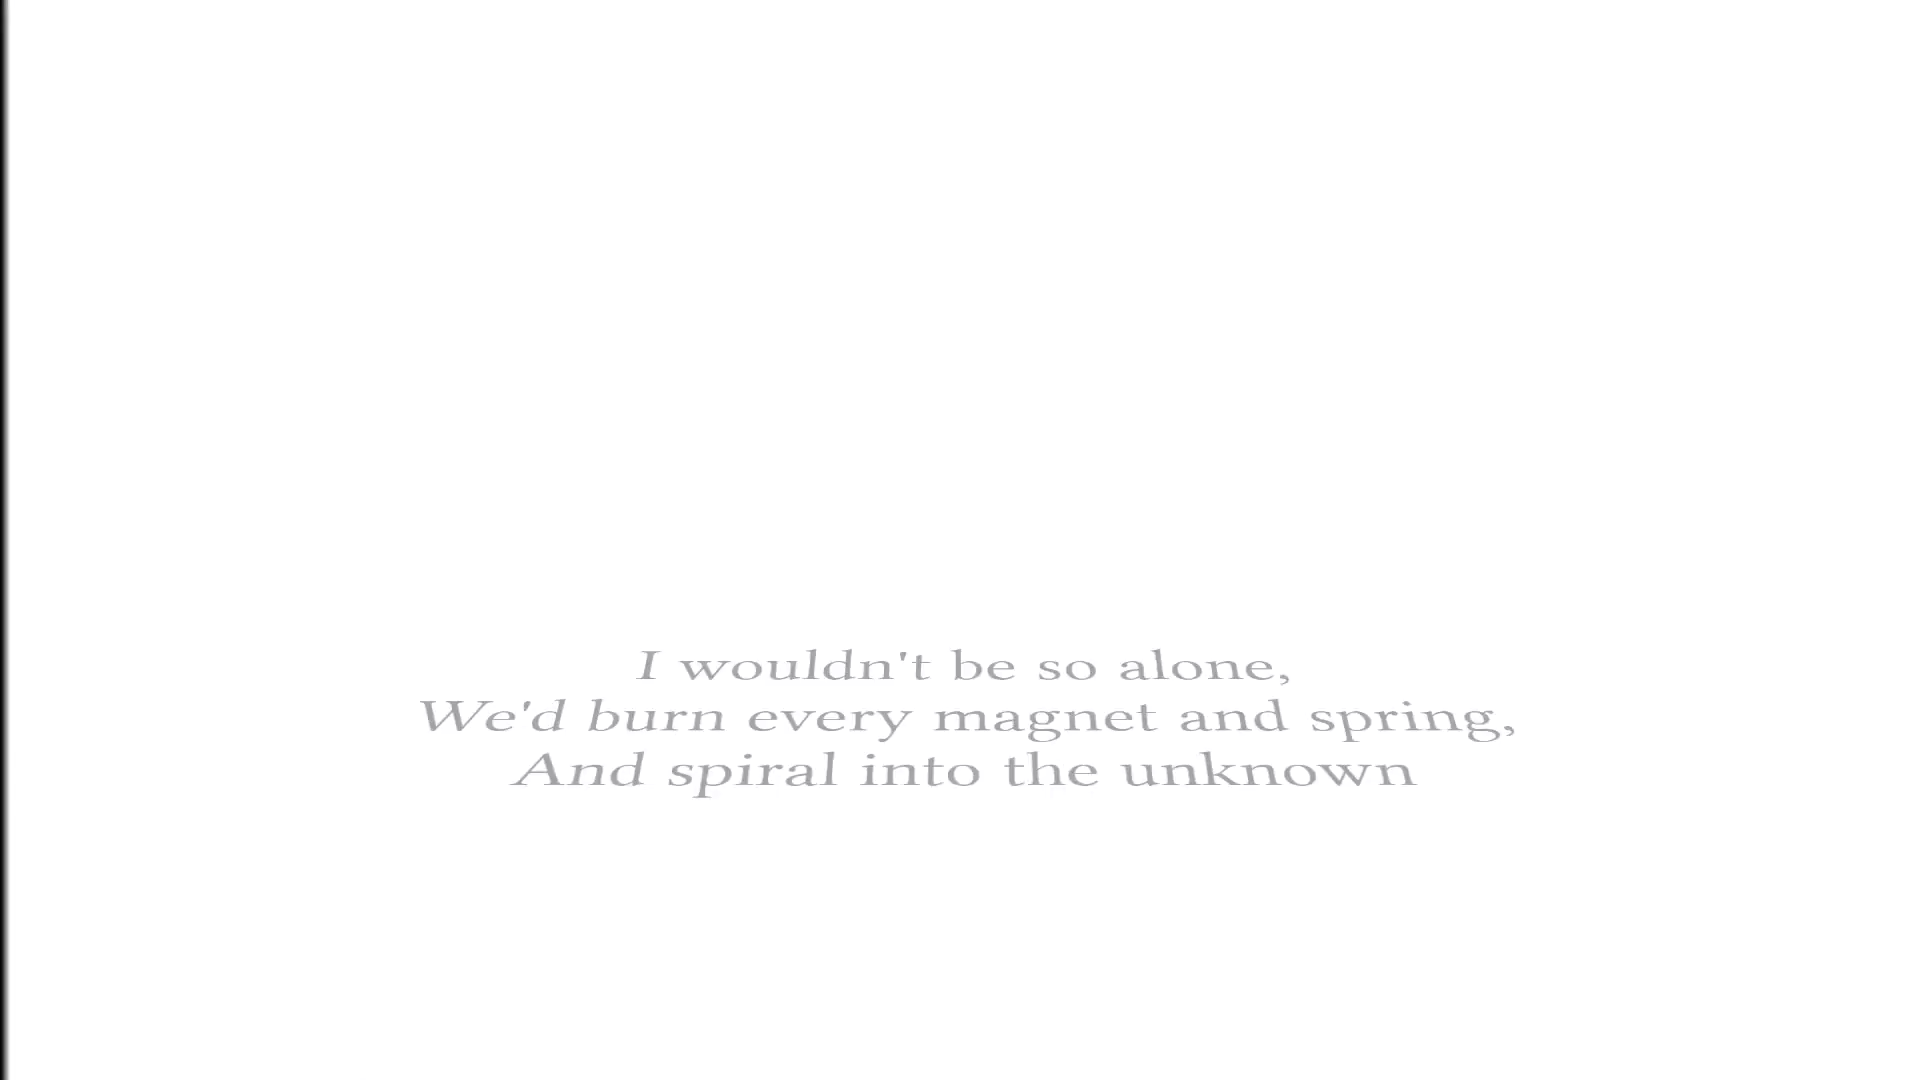 I wouldn't be so alone,
We'd burn every magnet and spring,
And spiral into the unknown